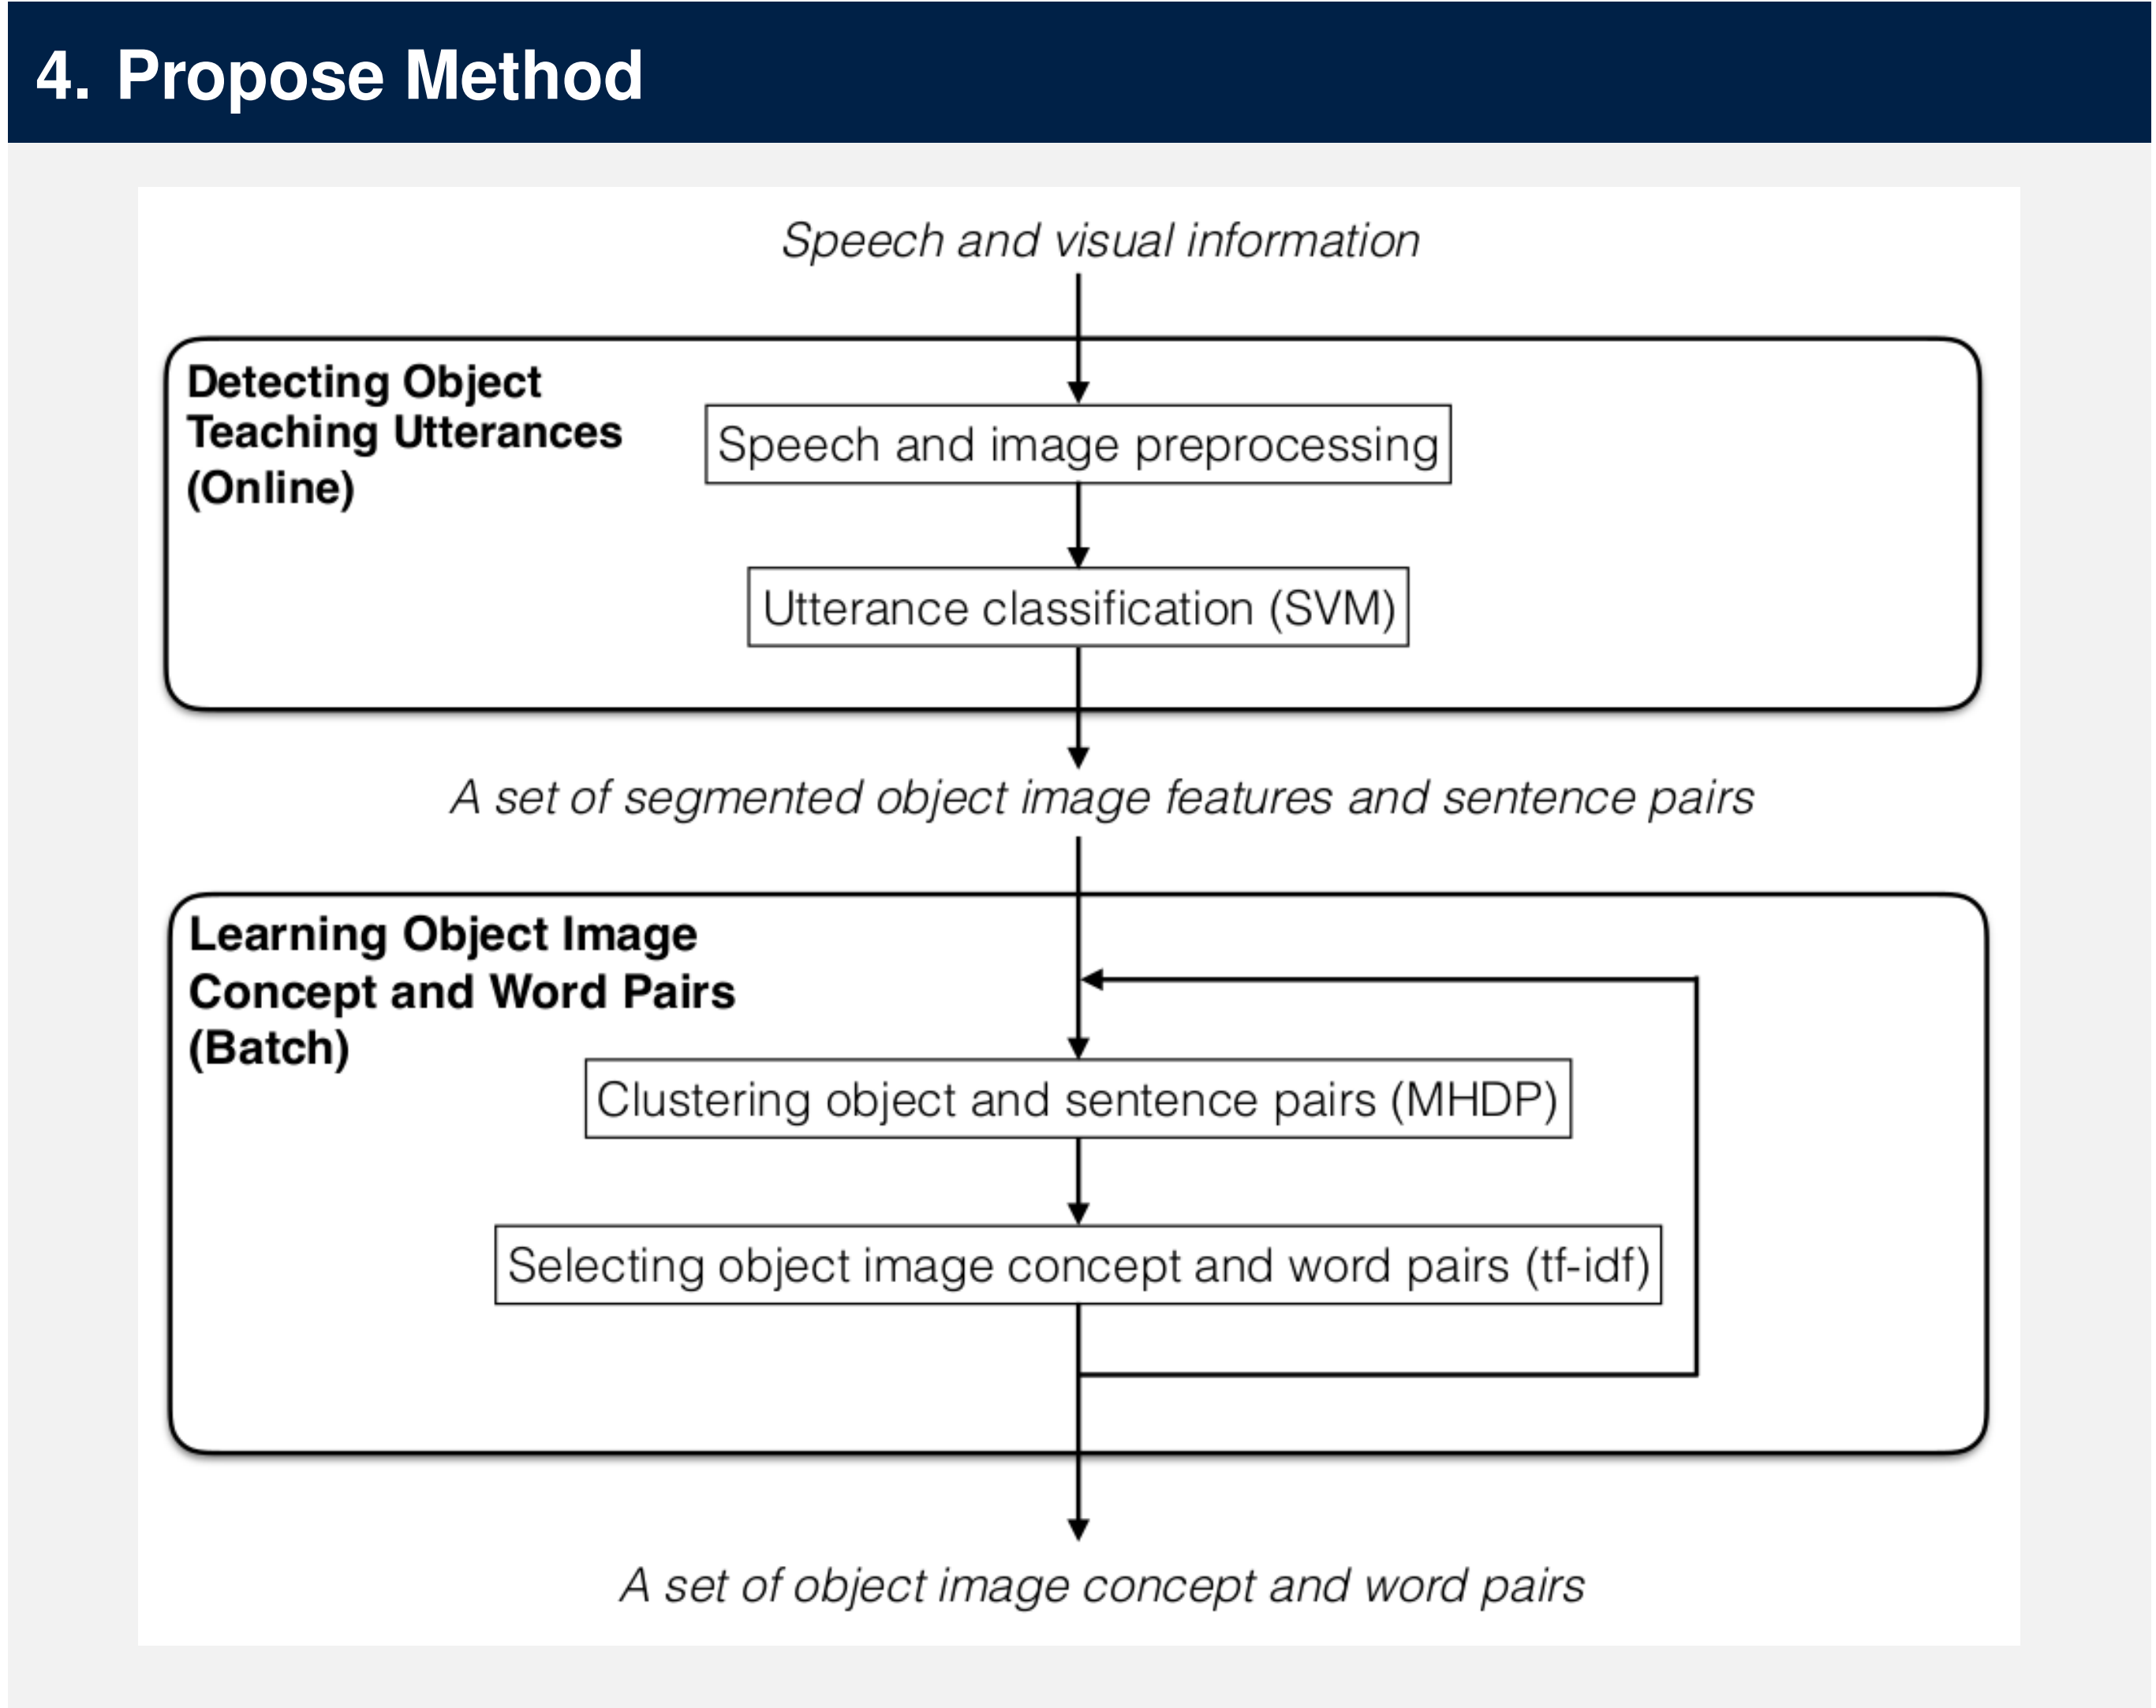 4. Propose Method
Speech and visual information
Detecting Object
Teaching Utterances
(Online)
Speech and image preprocessing
Utterance classification (SVM)
A set of segmented object image features and sentence pairs
Learning Object Image
Concept and Word Pairs
(Batch)
Clustering object and sentence pairs (MHDP)
Selecting object image concept and word pairs (tf-idf)
A set of object image concept and word pairs